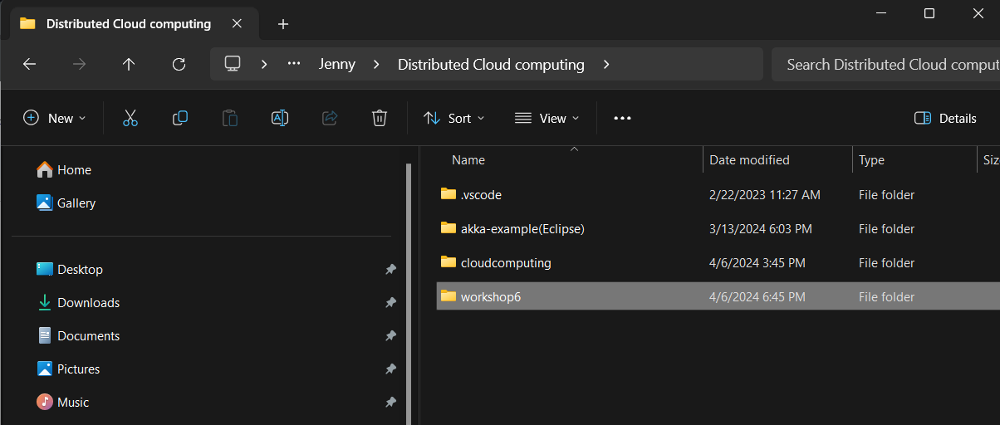 Distributed Cloud computing
Jenny Distributed Cloud computing
Search Distributed Cloud comput
New Sort View Details
Home
Gallery
Desktop
Downloads
Documents
Pictures
Music
Name Date modified Type Siz
.vscode 2/22/2023 11:27 AM File folder
akka-example(Eclipse) 3/13/2024 6:03 PM File folder
cloudcomputing 4/6/2024 3:45 PM File folder
workshop6 4/6/2024 6:45 PM File folder